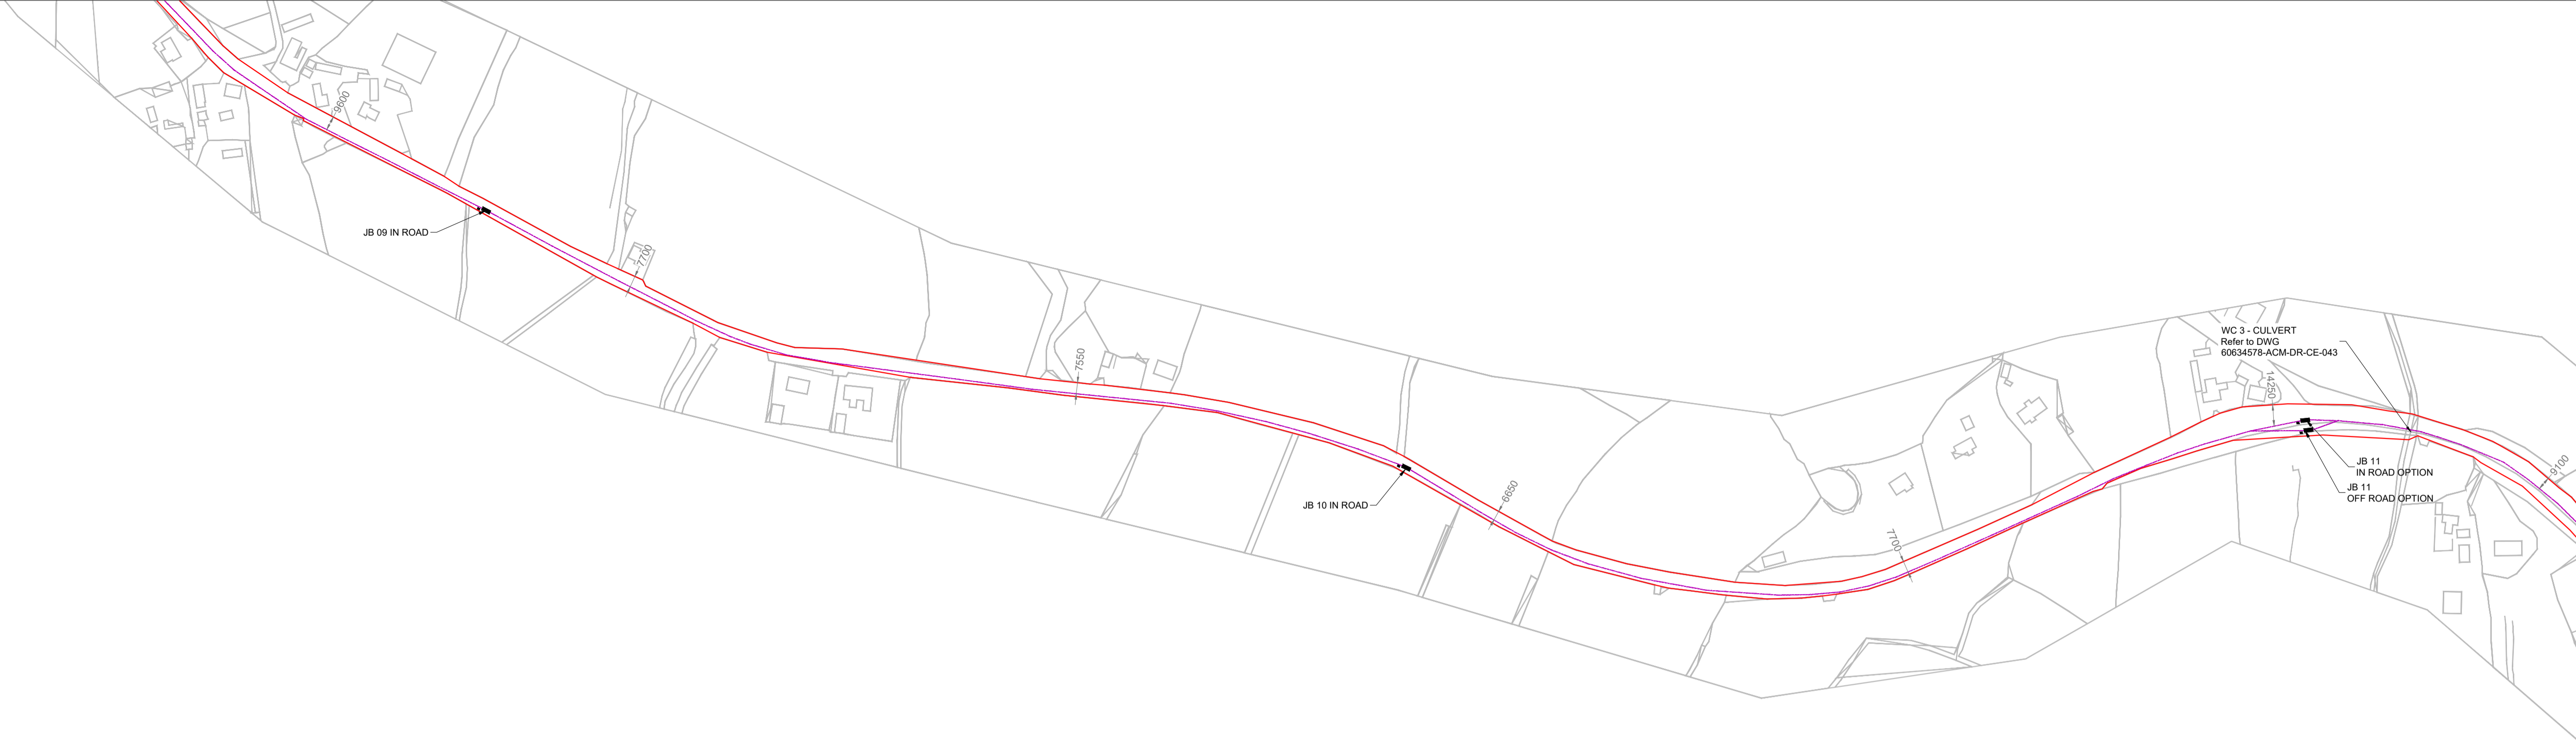 9600
JB 09 IN ROAD
7700
7550
JB 10 IN ROAD
6650
7700
WC 3 - CULVERT
Refer to DWG
60634578-ACM-DR-CE-043
14250
JB 11
IN ROAD OPTION
JB 11
OFF ROAD OPTION
9100